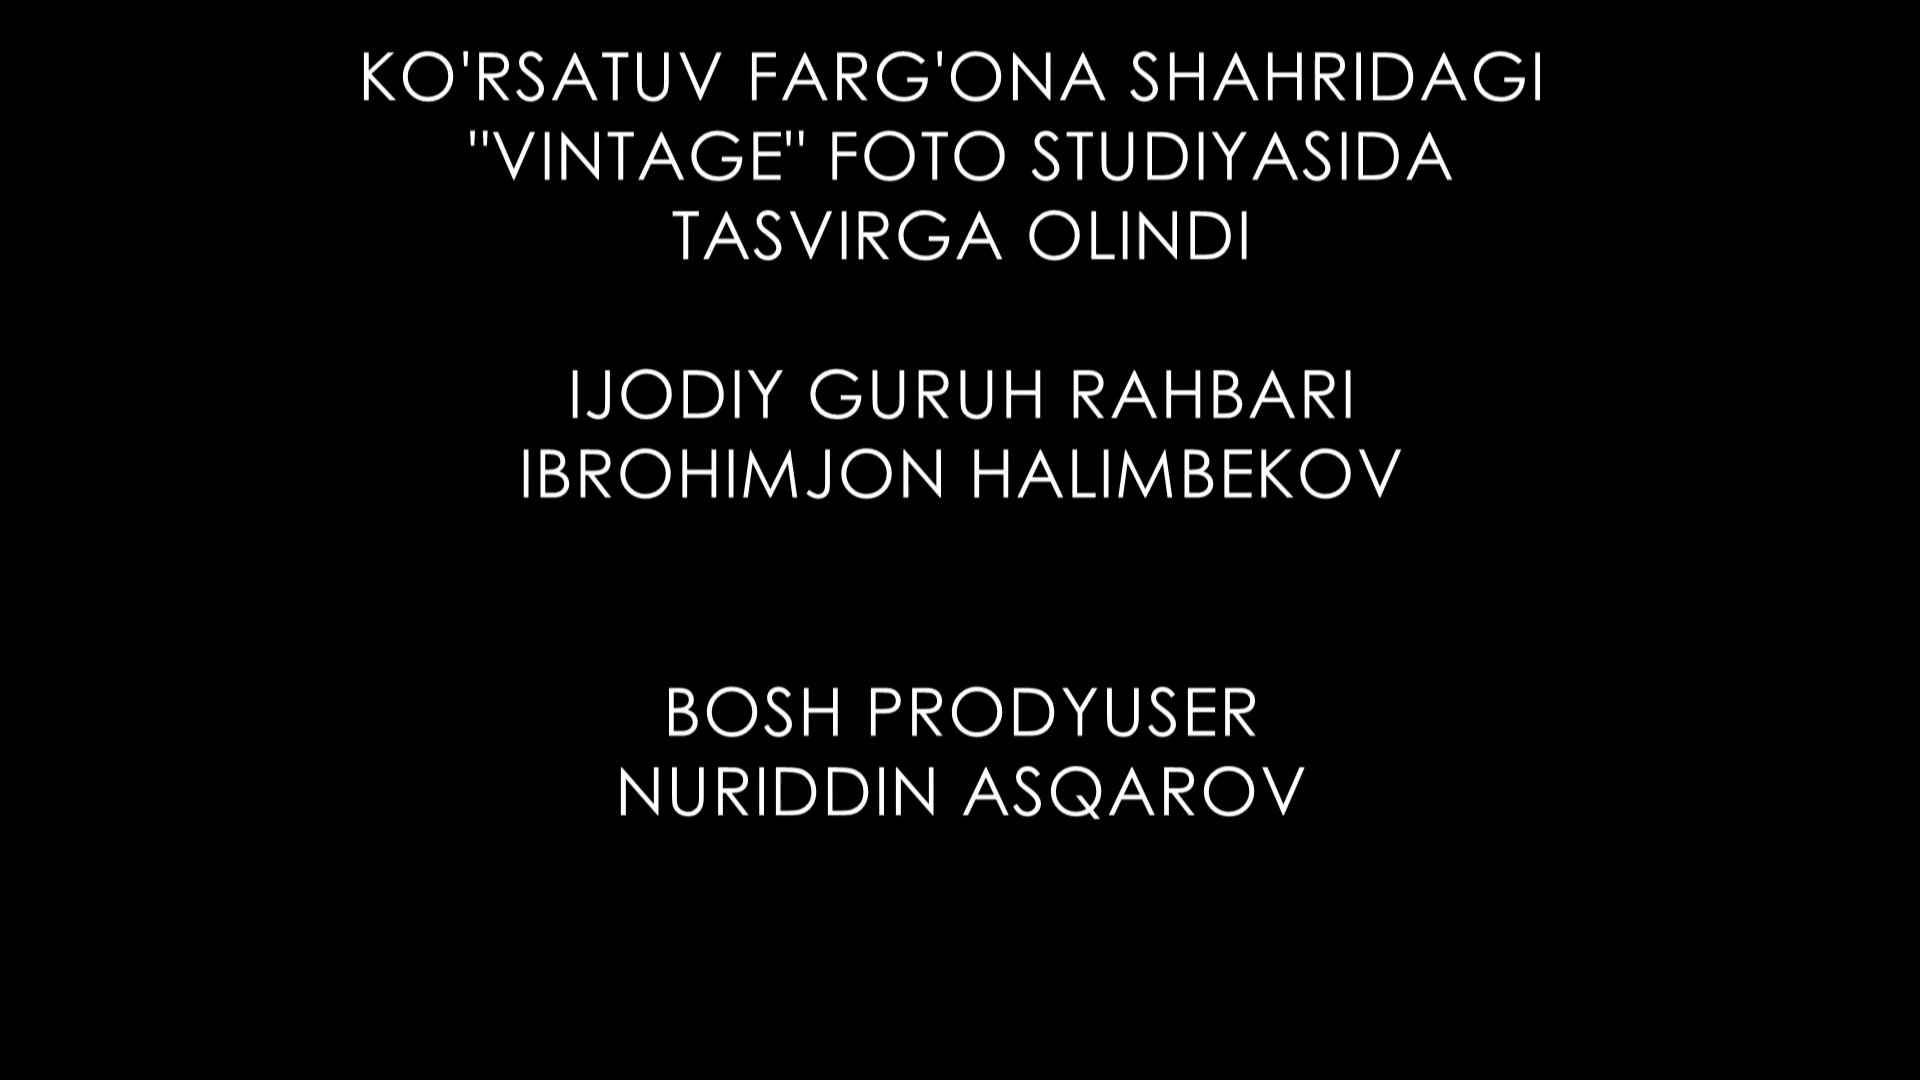 KO'RSATUV FARG'ONA SHAHRIDAGI
"VINTAGE" FOTO STUDIYASIDA
TASVIRGA OLINDI
IJODIY GURUH RAHBARI
IBROHIMJON HALIMBEKOV
BOSH PRODYUSER
NURIDDIN ASQAROV